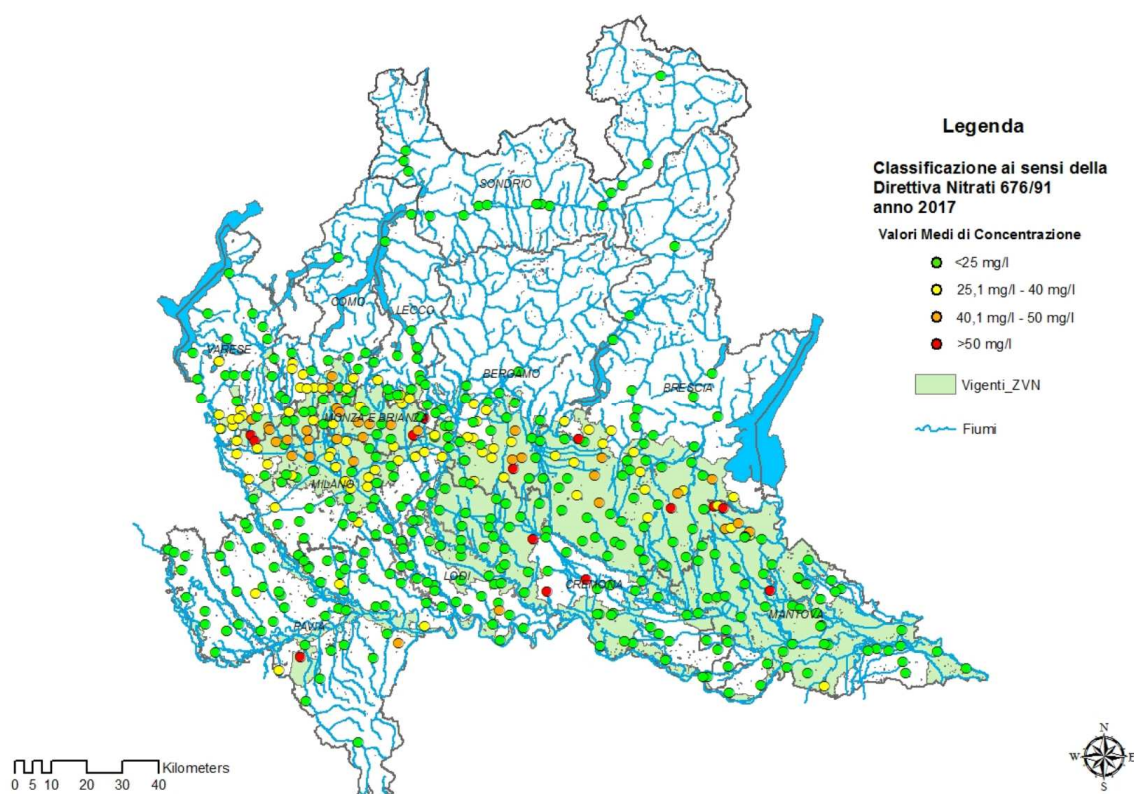 Legenda
Classificazione ai sensi della
Direttiva Nitrati 676/91
anno 2017
Valori Medi di Concentrazione
<25 mg/l
25,1 mg/l - 40 mg/l
40,1 mg/l - 50 mg/l
>50 mg/l
Vigenti_ZVN
Fiumi
SONDRIO
COMO
LECCO
VARESE
BERGAMO
BRESCIA
MONZA E BRIANZA
MILANO
LODI
CREMONA
MANTOVA
PAVIA
Kilometers
0 5 10 20 30 40
N
W E
S